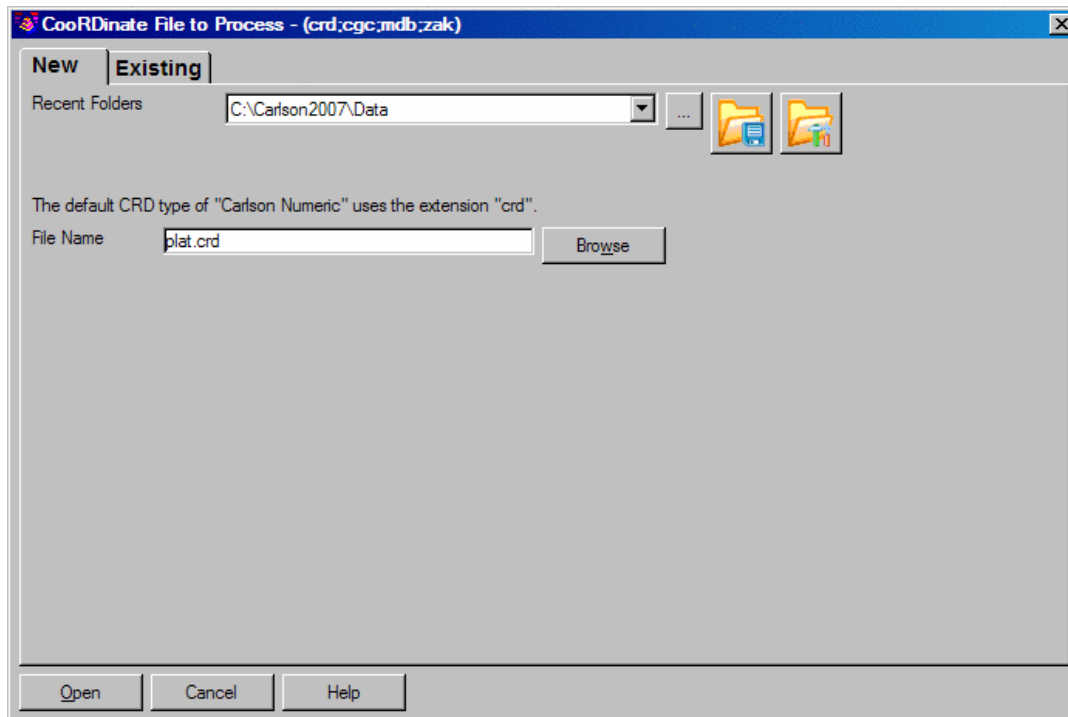 CooRDinate File to Process - (crd;cgc;mdb;zak)
New Existing
Recent Folders C:\Carlson2007\Data ...
The default CRD type of "Carlson Numeric" uses the extension "crd".
File Name plat.crd Browse
Open Cancel Help